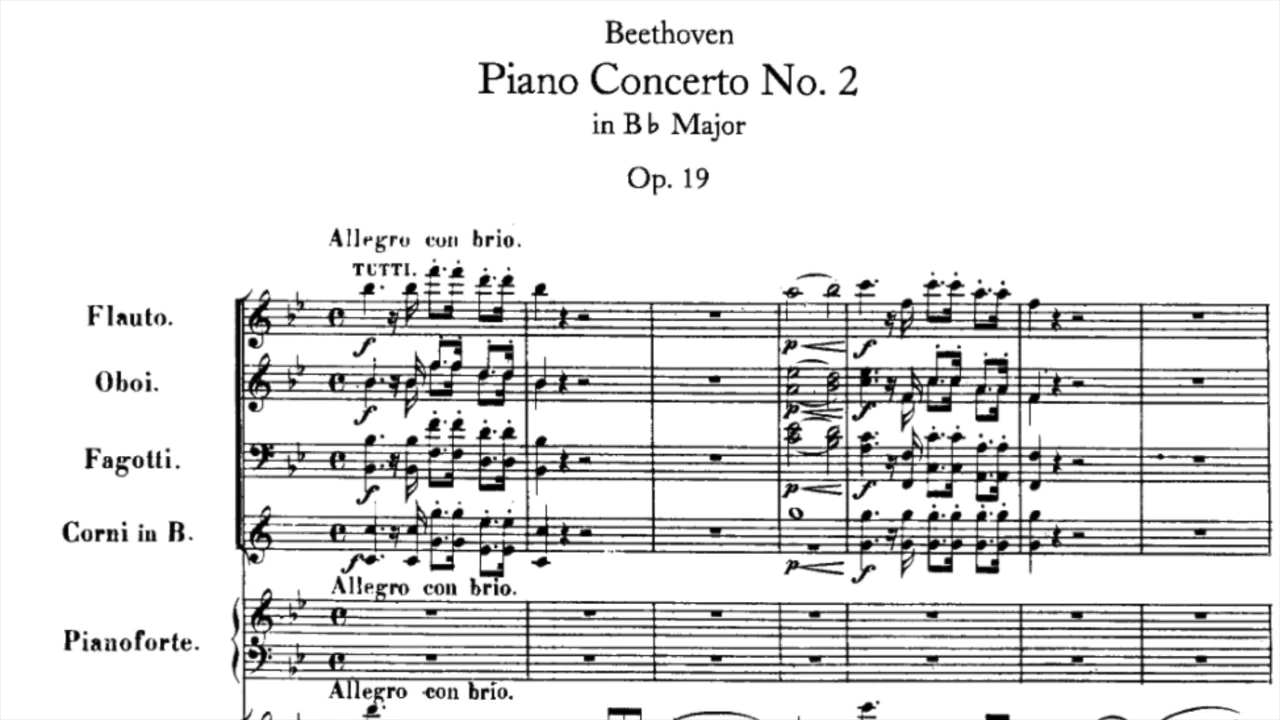 Beethoven
Piano Concerto No. 2
in B♭ Major
Op. 19
Allegro con brio.
TUTTI.
Flauto.
f p f
Oboi.
f p f
Fagotti.
f p f
Corni in B.
f p f
Allegro con brio.
Pianoforte.
Allegro con brio.